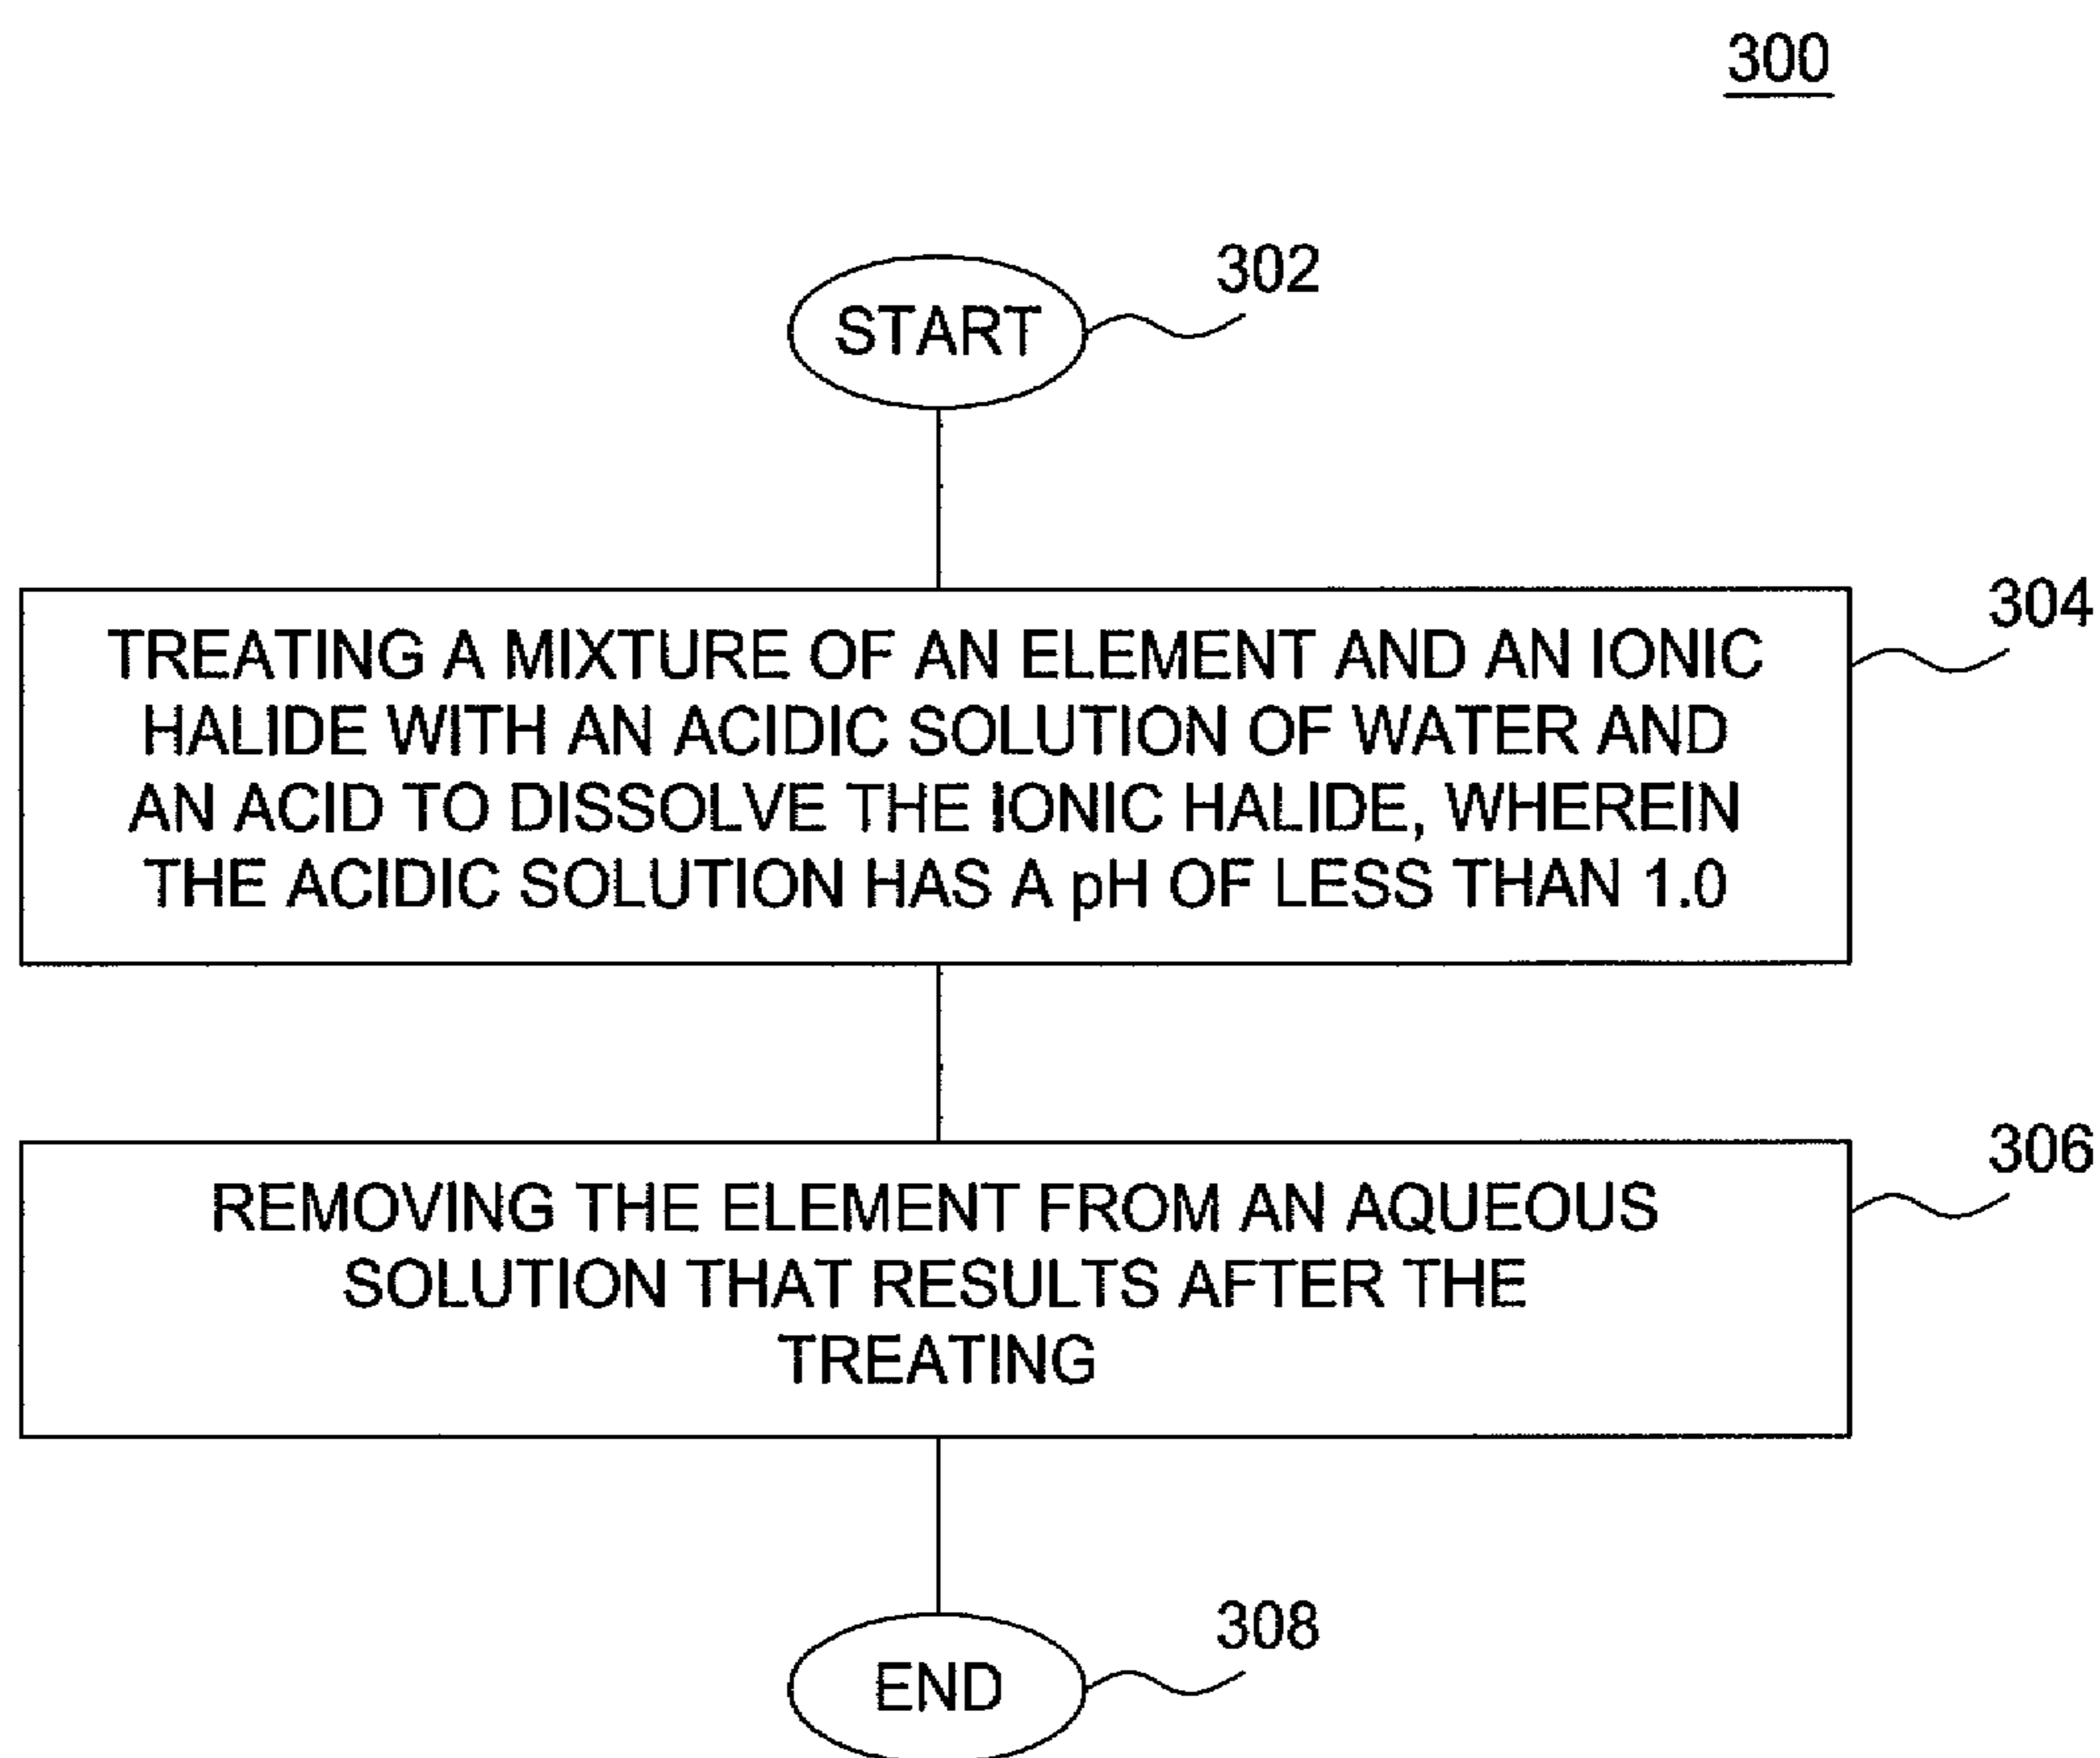 300
START
302
TREATING A MIXTURE OF AN ELEMENT AND AN IONIC
HALIDE WITH AN ACIDIC SOLUTION OF WATER AND
AN ACID TO DISSOLVE THE IONIC HALIDE, WHEREIN
THE ACIDIC SOLUTION HAS A pH OF LESS THAN 1.0
304
REMOVING THE ELEMENT FROM AN AQUEOUS
SOLUTION THAT RESULTS AFTER THE
TREATING
306
END
308